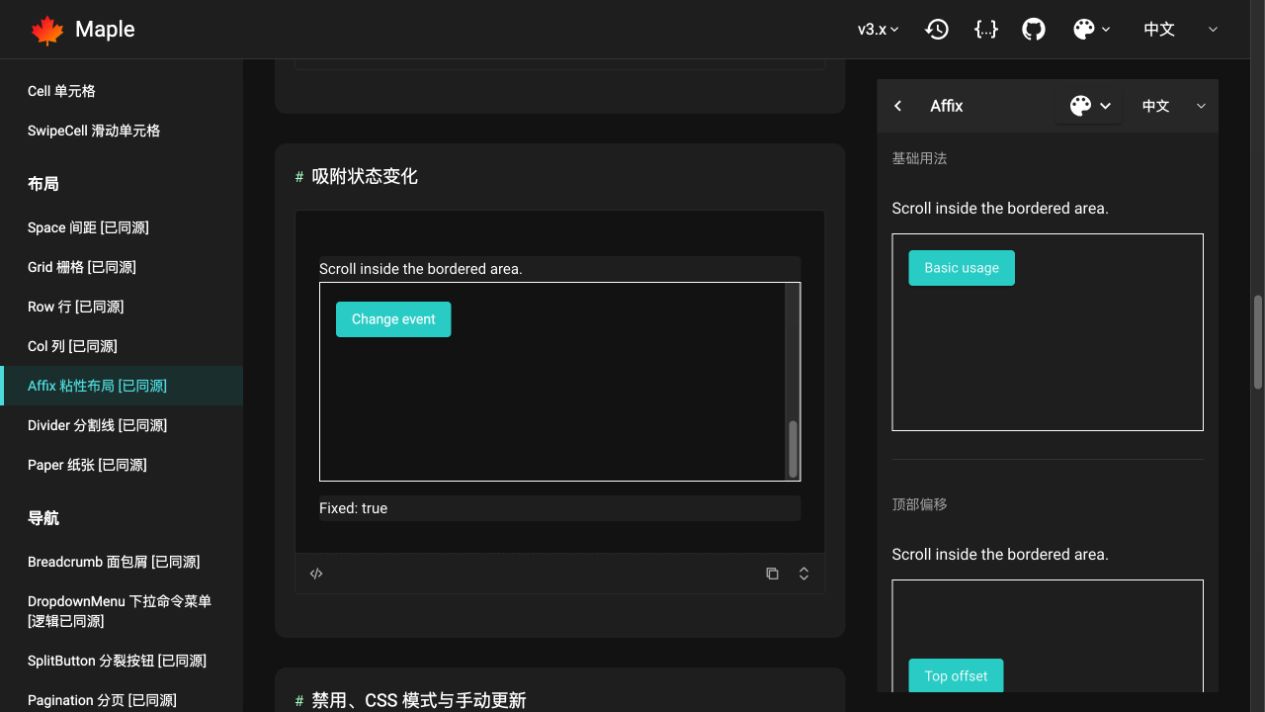 Maple
v3.x
中文
Cell 单元格
SwipeCell 滑动单元格
布局
Space 间距 [已同源]
Grid 栅格 [已同源]
Row 行 [已同源]
Col 列 [已同源]
Affix 粘性布局 [已同源]
Divider 分割线 [已同源]
Paper 纸张 [已同源]
导航
Breadcrumb 面包屑 [已同源]
DropdownMenu 下拉命令菜单
[逻辑已同源]
SplitButton 分裂按钮 [已同源]
Pagination 分页 [已同源]
# 吸附状态变化
Scroll inside the bordered area.
Change event
Fixed: true
# 禁用、CSS 模式与手动更新
Affix
中文
基础用法
Scroll inside the bordered area.
Basic usage
顶部偏移
Scroll inside the bordered area.
Top offset